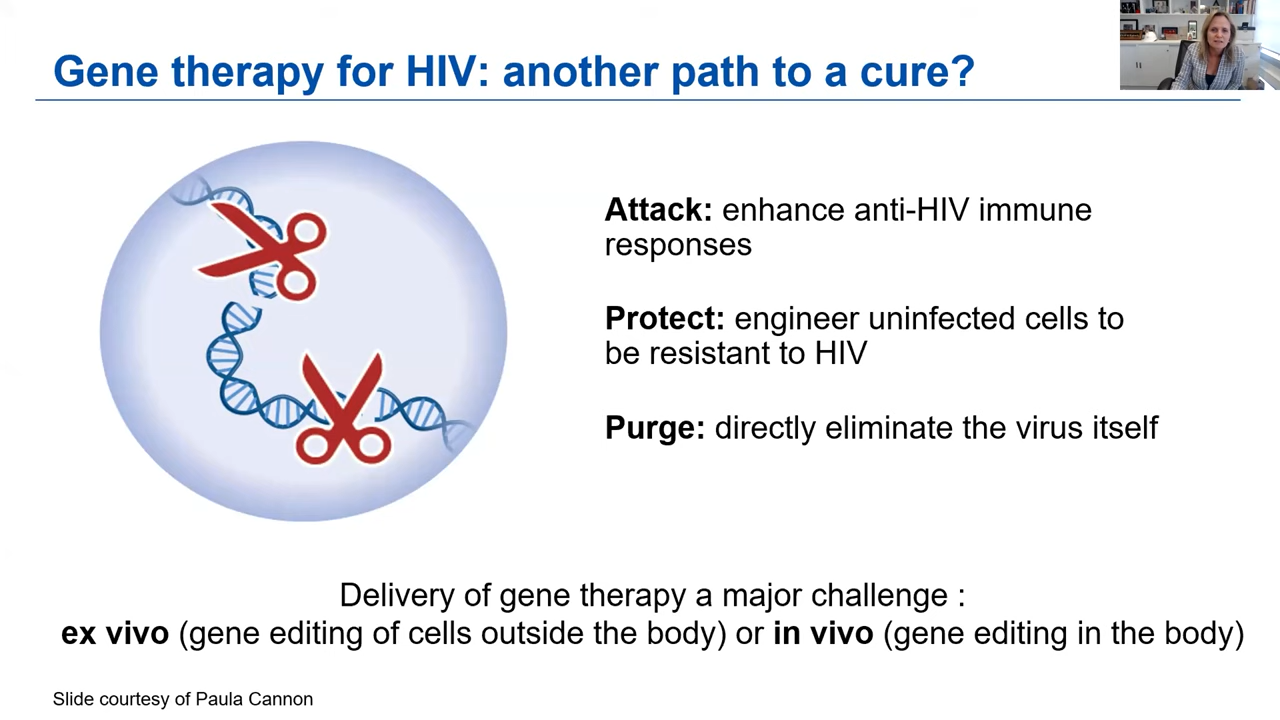 Gene therapy for HIV: another path to a cure?
Attack: enhance anti-HIV immune
responses
Protect: engineer uninfected cells to
be resistant to HIV
Purge: directly eliminate the virus itself
Delivery of gene therapy a major challenge :
ex vivo (gene editing of cells outside the body) or in vivo (gene editing in the body)
Slide courtesy of Paula Cannon